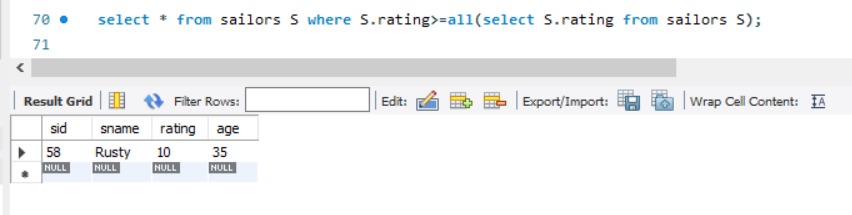 70 select * from sailors S where S.rating>=all(select S.rating from sailors S);
71
Result Grid Filter Rows: Edit: Export/Import: Wrap Cell Content: IA
sid sname rating age
58 Rusty 10 35
NULL NULL NULL NULL